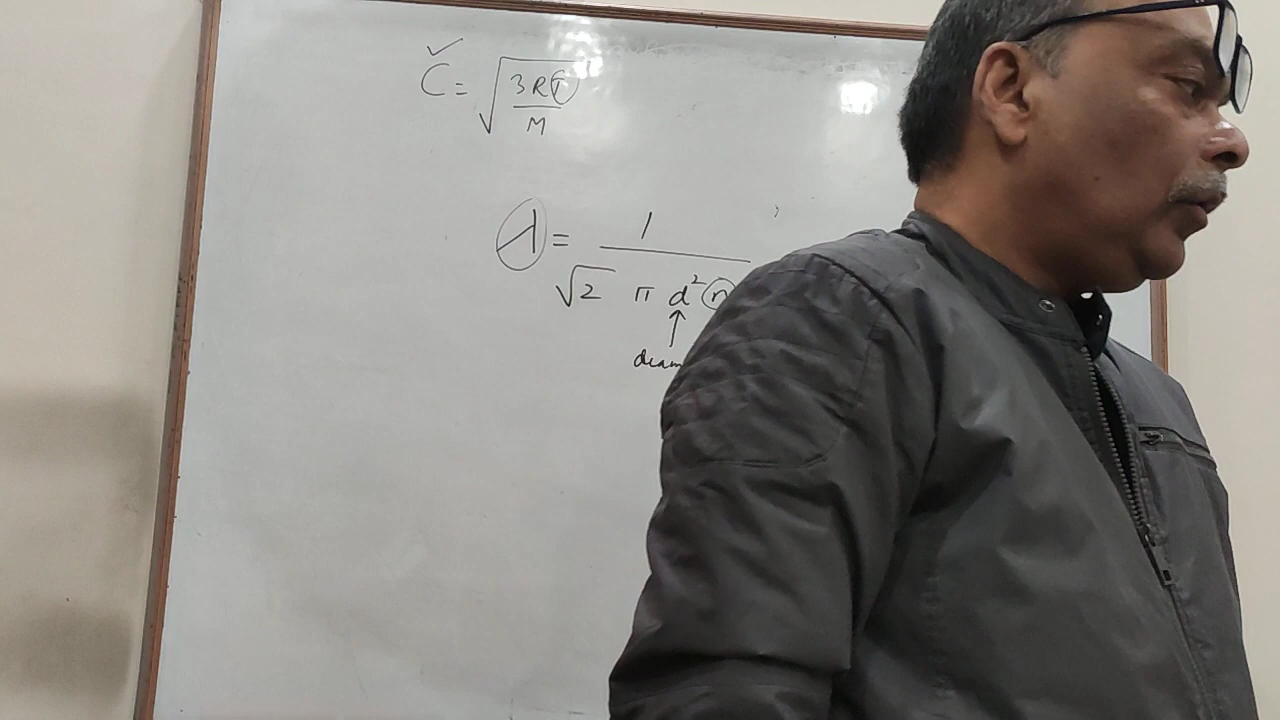 ✓
C = √(3RT/M)
λ = 1
√2 π d² n
↑